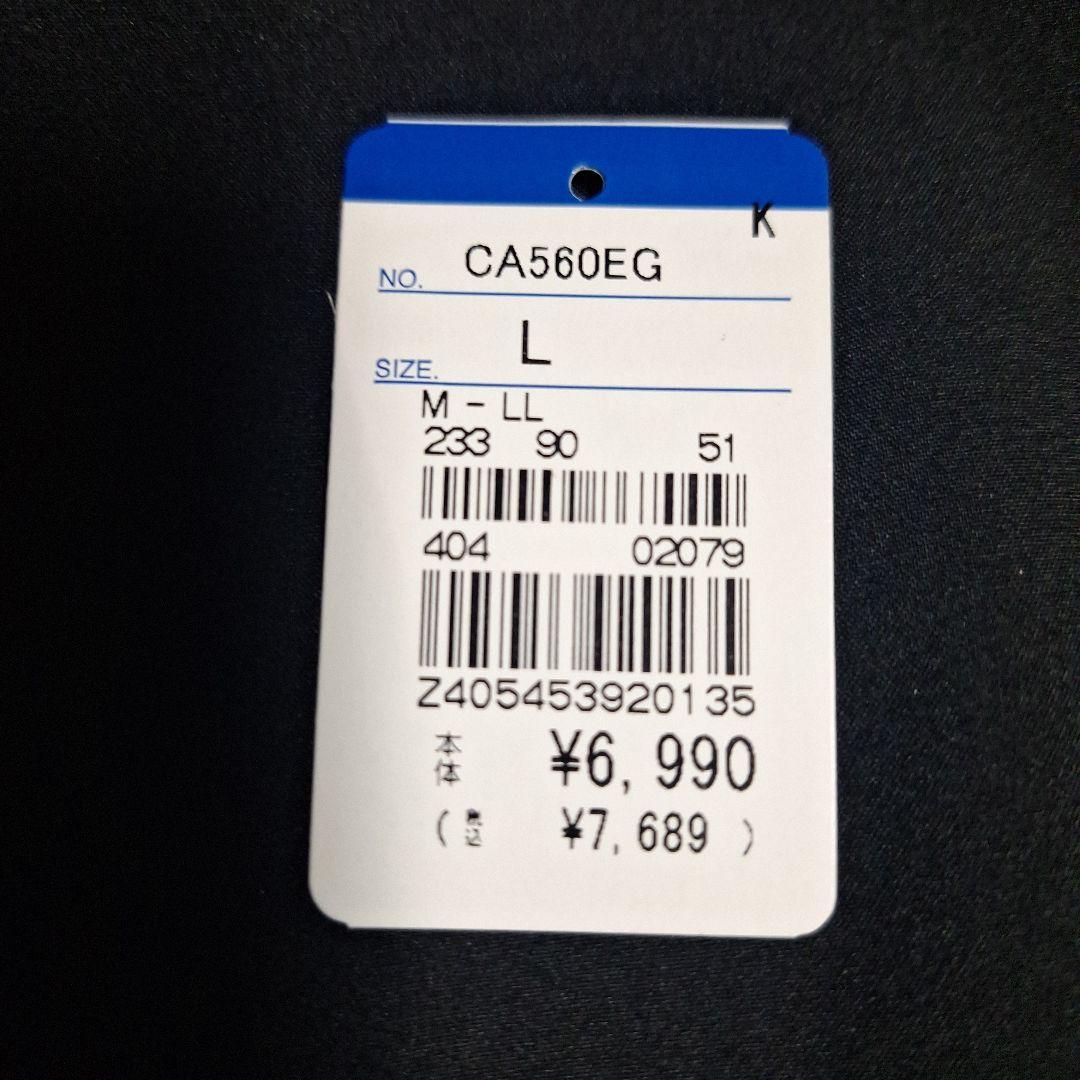 K
NO. CA560EG
SIZE. L
M - LL
233 90 51
404 02079
Z405453920135
本体 ¥6,990
(税込 ¥7,689)